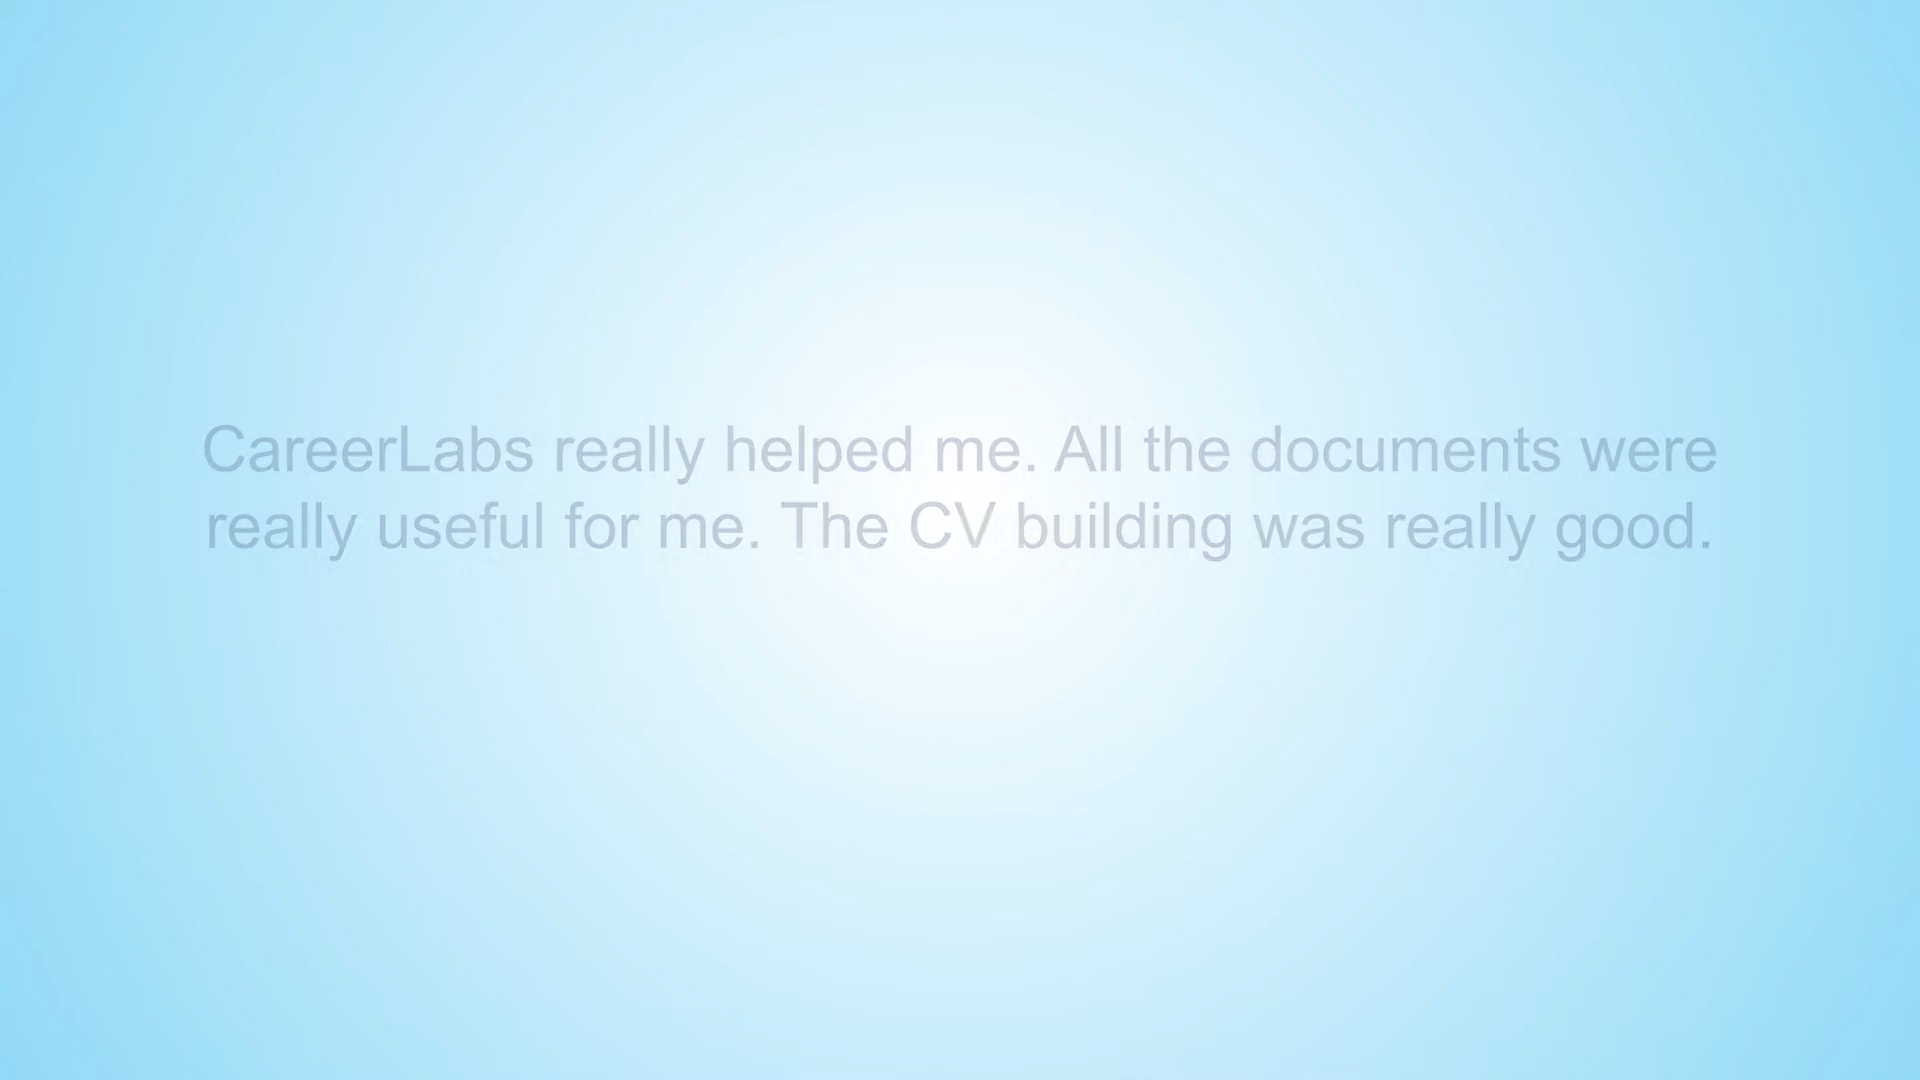 CareerLabs really helped me. All the documents were
really useful for me. The CV building was really good.